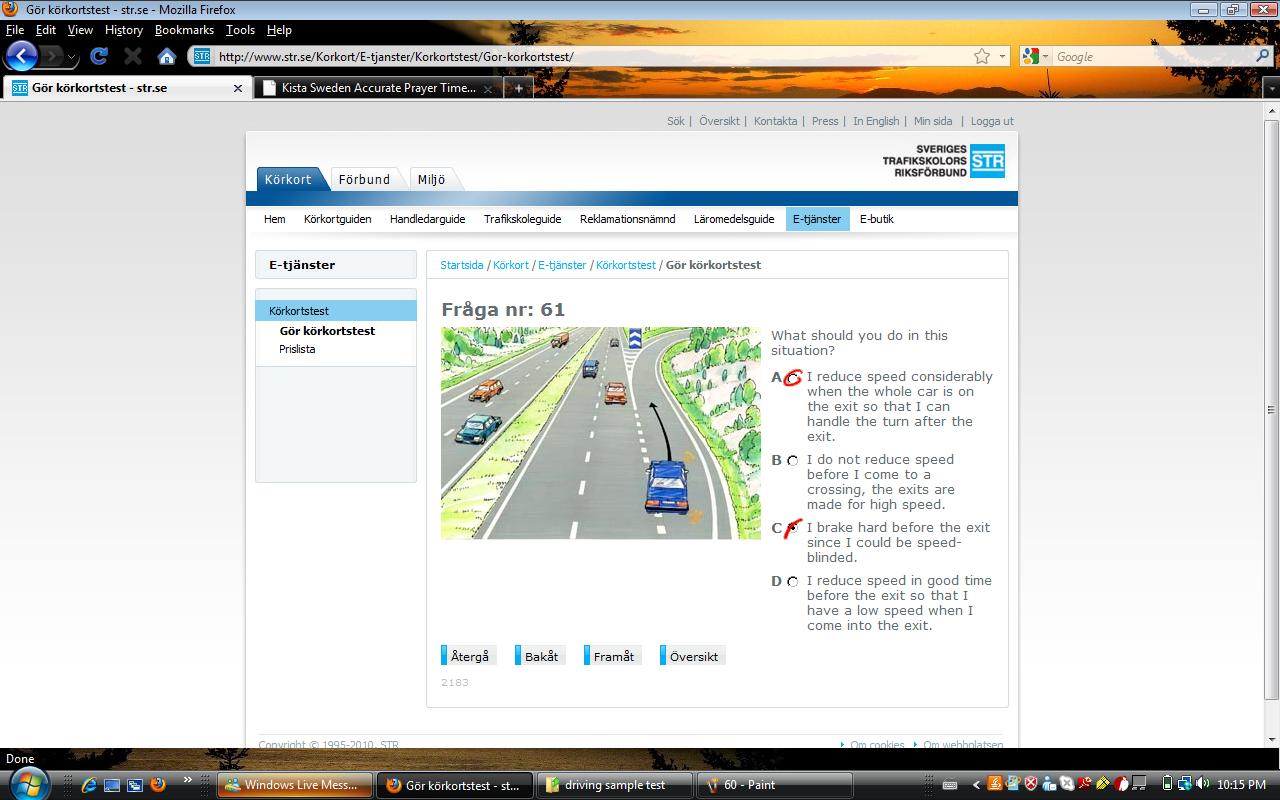 Gör körkortstest - str.se - Mozilla Firefox
File Edit View History Bookmarks Tools Help
STR http://www.str.se/Korkort/E-tjanster/Korkortstest/Gor-korkortstest/ Google
STR Gör körkortstest - str.se Kista Sweden Accurate Prayer Time...
Sök | Översikt | Kontakta | Press | In English | Min sida | Logga ut
SVERIGES
TRAFIKSKOLORS STR
RIKSFÖRBUND
Körkort Förbund Miljö
Hem Körkortguiden Handledarguide Trafikskoleguide Reklamationsnämnd Läromedelsguide E-tjänster E-butik
E-tjänster
Körkortstest
Gör körkortstest
Prislista
Startsida / Körkort / E-tjänster / Körkortstest / Gör körkortstest
Fråga nr: 61
What should you do in this
situation?
A I reduce speed considerably
when the whole car is on
the exit so that I can
handle the turn after the
exit.
B I do not reduce speed
before I come to a
crossing, the exits are
made for high speed.
C I brake hard before the exit
since I could be speed-
blinded.
D I reduce speed in good time
before the exit so that I
have a low speed when I
come into the exit.
Återgå Bakåt Framåt Översikt
2183
Copyright © 1995-2010, STR Om cookies Om webbplatsen
Done
Windows Live Mess... Gör körkortstest - st... driving sample test 60 - Paint 10:15 PM